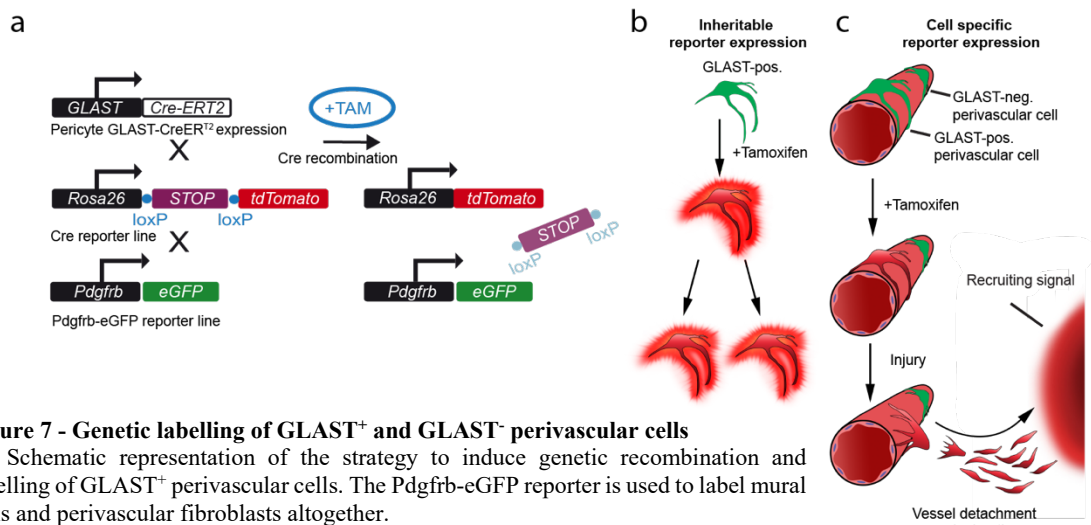 a
GLAST Cre-ERT2
Pericyte GLAST-CreERT2 expression
X
+TAM
Cre recombination
Rosa26 STOP tdTomato
loxP loxP
Cre reporter line
X
Pdgfrb eGFP
Pdgfrb-eGFP reporter line
Rosa26 tdTomato
STOP
loxP loxP
Pdgfrb eGFP
b
Inheritable
reporter expression
GLAST-pos.
+Tamoxifen
c
Cell specific
reporter expression
GLAST-neg.
perivascular cell
GLAST-pos.
perivascular cell
+Tamoxifen
Recruiting signal
Injury
Vessel detachment
ure 7 - Genetic labelling of GLAST+ and GLAST- perivascular cells
Schematic representation of the strategy to induce genetic recombination and
elling of GLAST+ perivascular cells. The Pdgfrb-eGFP reporter is used to label mural
s and perivascular fibroblasts altogether.